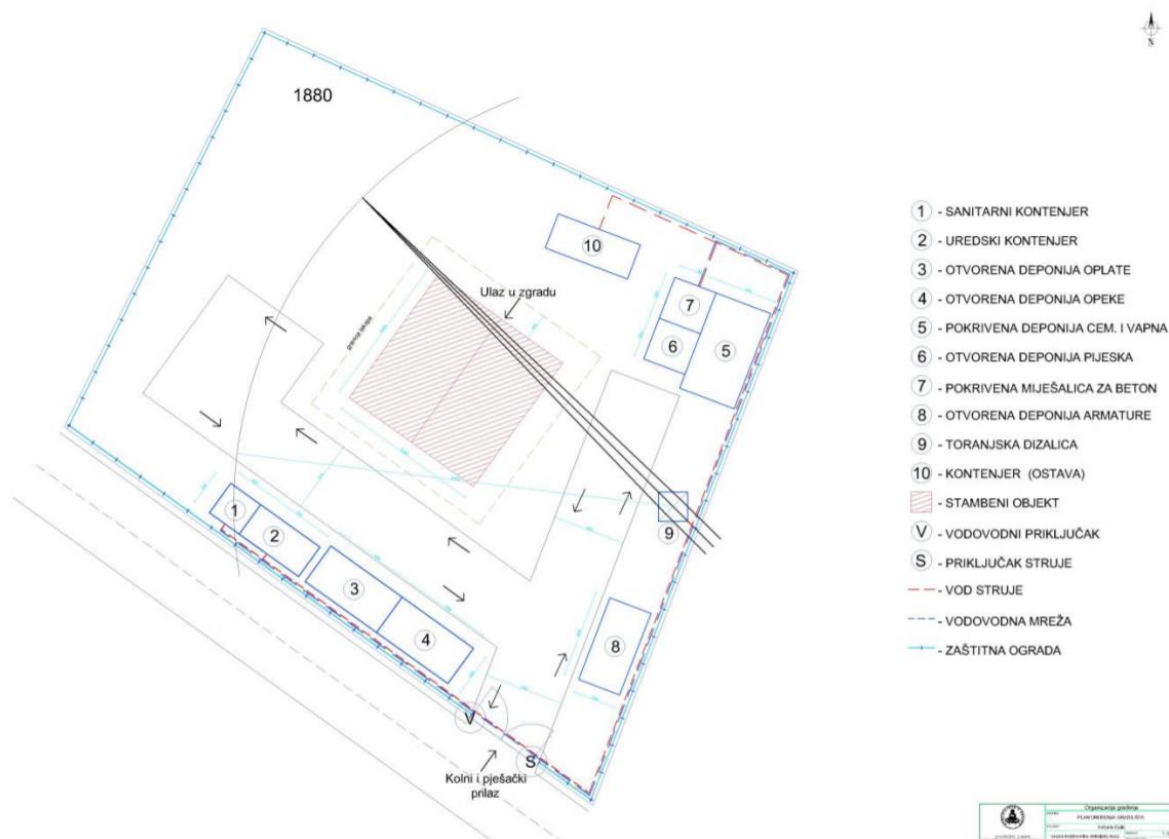 N
1880
10
Ulaz u zgradu
7
6
5
1
2
3
4
9
8
V
S
Kolni i pješački
prilaz
1 - SANITARNI KONTENJER
2 - UREDSKI KONTENJER
3 - OTVORENA DEPONIJA OPLATE
4 - OTVORENA DEPONIJA OPEKE
5 - POKRIVENA DEPONIJA CEM. I VAPNA
6 - OTVORENA DEPONIJA PIJESKA
7 - POKRIVENA MIJEŠALICA ZA BETON
8 - OTVORENA DEPONIJA ARMATURE
9 - TORANJSKA DIZALICA
10 - KONTENJER (OSTAVA)
- STAMBENI OBJEKT
V - VODOVODNI PRIKLJUČAK
S - PRIKLJUČAK STRUJE
- VOD STRUJE
- VODOVODNA MREŽA
- ZAŠTITNA OGRADA
Organizacija građenja
PLAN UREĐENJA GRADILIŠTA